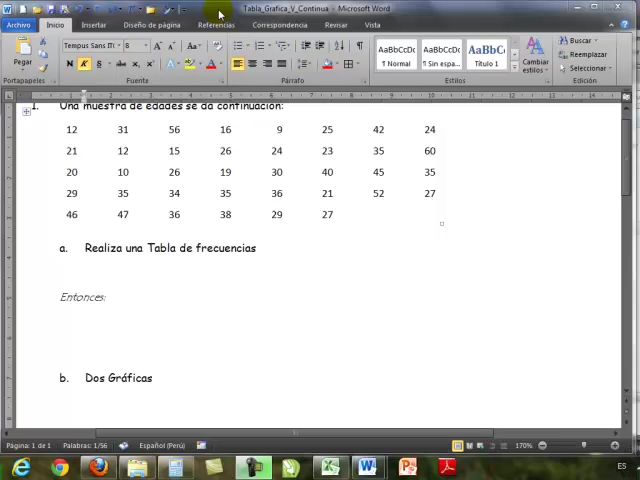 Tabla_Grafica_V_Continua - Microsoft Word
Archivo Inicio Insertar Diseño de página Referencias Correspondencia Revisar Vista
Pegar
Tempus Sans IT 8
AaBbCcDc AaBbCcDc AaBbC
¶ Normal ¶ Sin espa... Título 1
Cambiar estilos
Buscar
Reemplazar
Seleccionar
Portapapeles Fuente Párrafo Estilos Edición
1. Una muestra de edades se da continuación:
12 31 56 16 9 25 42 24
21 12 15 26 24 23 35 60
20 10 26 19 30 40 45 35
29 35 34 35 36 21 52 27
46 47 36 38 29 27
a. Realiza una Tabla de frecuencias
Entonces:
b. Dos Gráficas
Página: 1 de 1 Palabras: 1/56 Español (Perú) 170%
ES